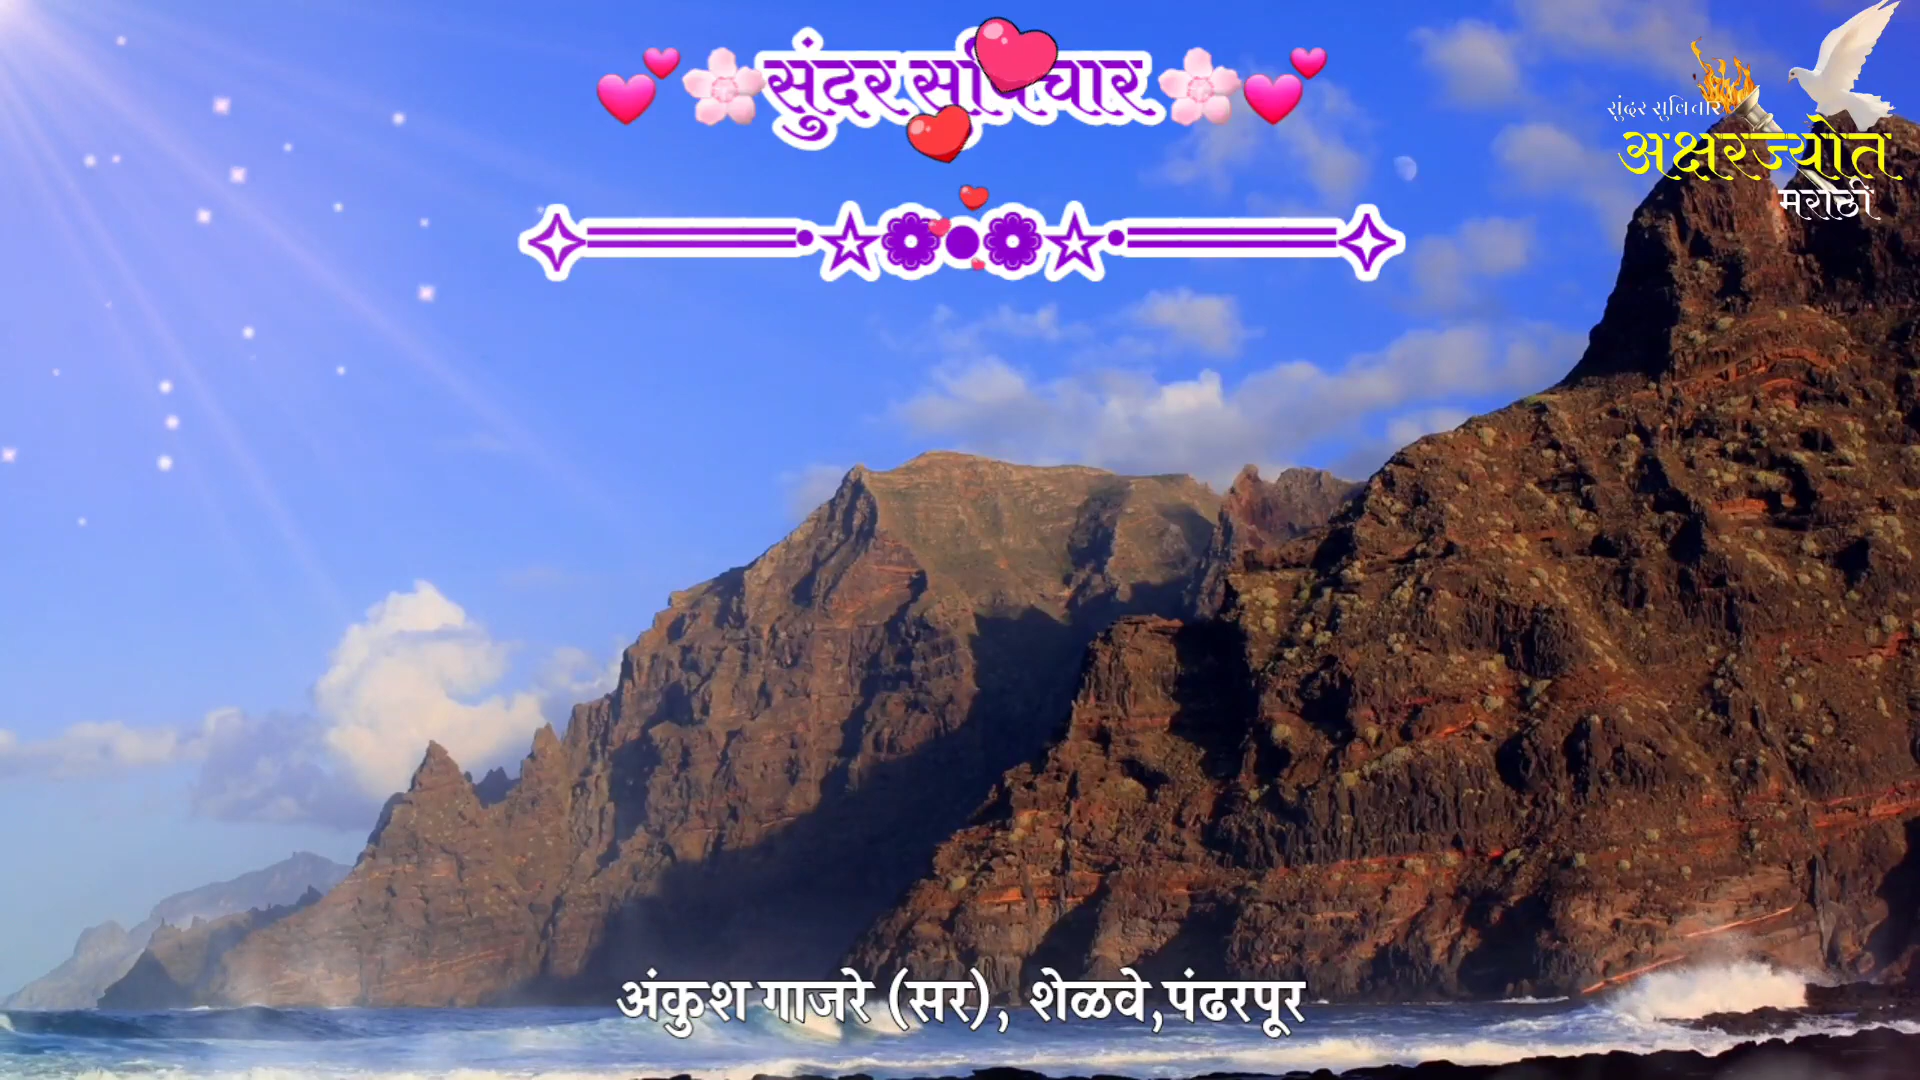 सुंदर सुविचार
सुंदर सुविचार
अक्षरज्योत
मराठी
अंकुश गाजरे (सर), शेळवे,पंढरपूर